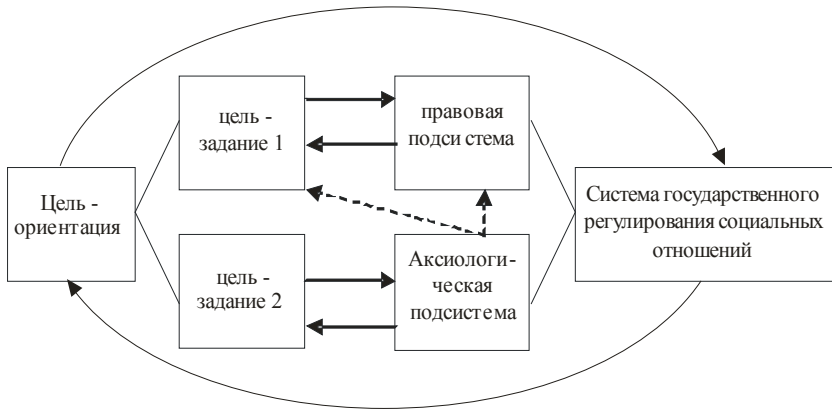 цель -
задание 1
правовая
подси стема
Цель -
ориентация
Система государственного
регулирования социальных
отношений
цель -
задание 2
Аксиологи-
ческая
подсистема